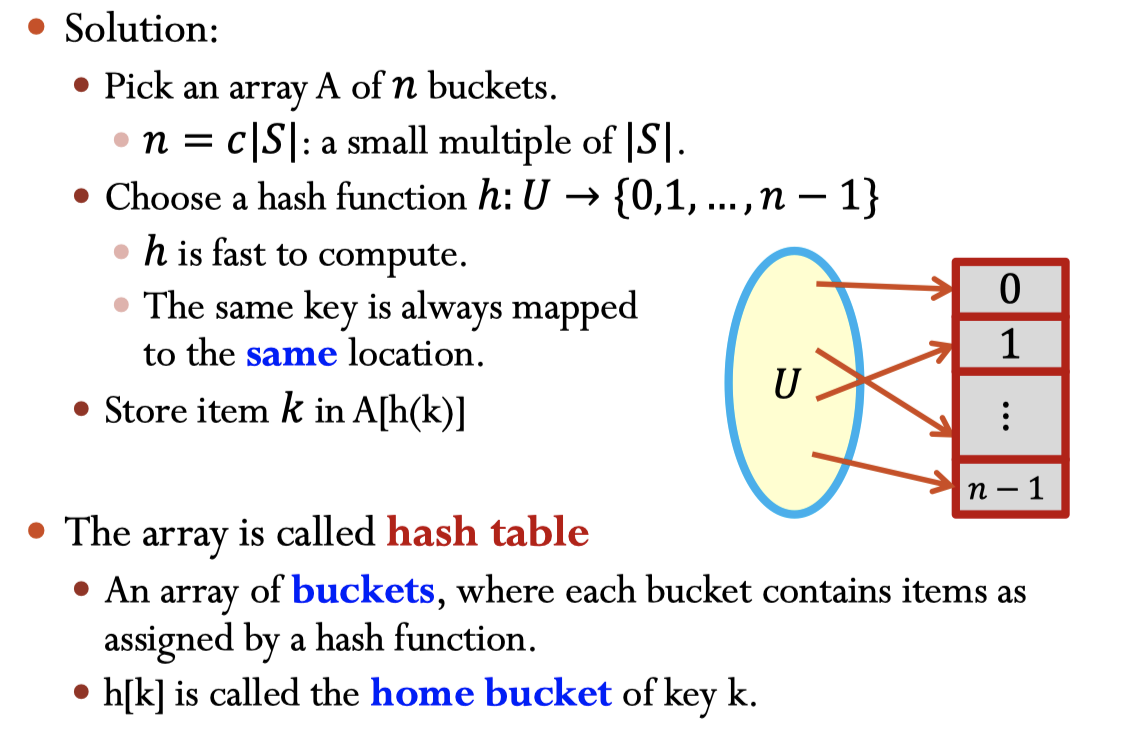 • Solution:
• Pick an array A of n buckets.
• n = c|S|: a small multiple of |S|.
• Choose a hash function h: U → {0,1, … , n − 1}
• h is fast to compute.
• The same key is always mapped
to the same location.
• Store item k in A[h(k)]
U
0
1
⋮
n − 1
• The array is called hash table
• An array of buckets, where each bucket contains items as
assigned by a hash function.
• h[k] is called the home bucket of key k.